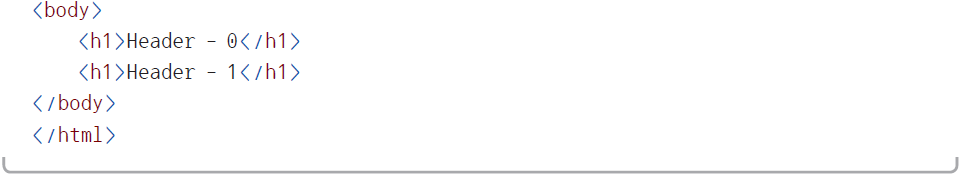 <body>
    <h1>Header - 0</h1>
    <h1>Header - 1</h1>
</body>
</html>